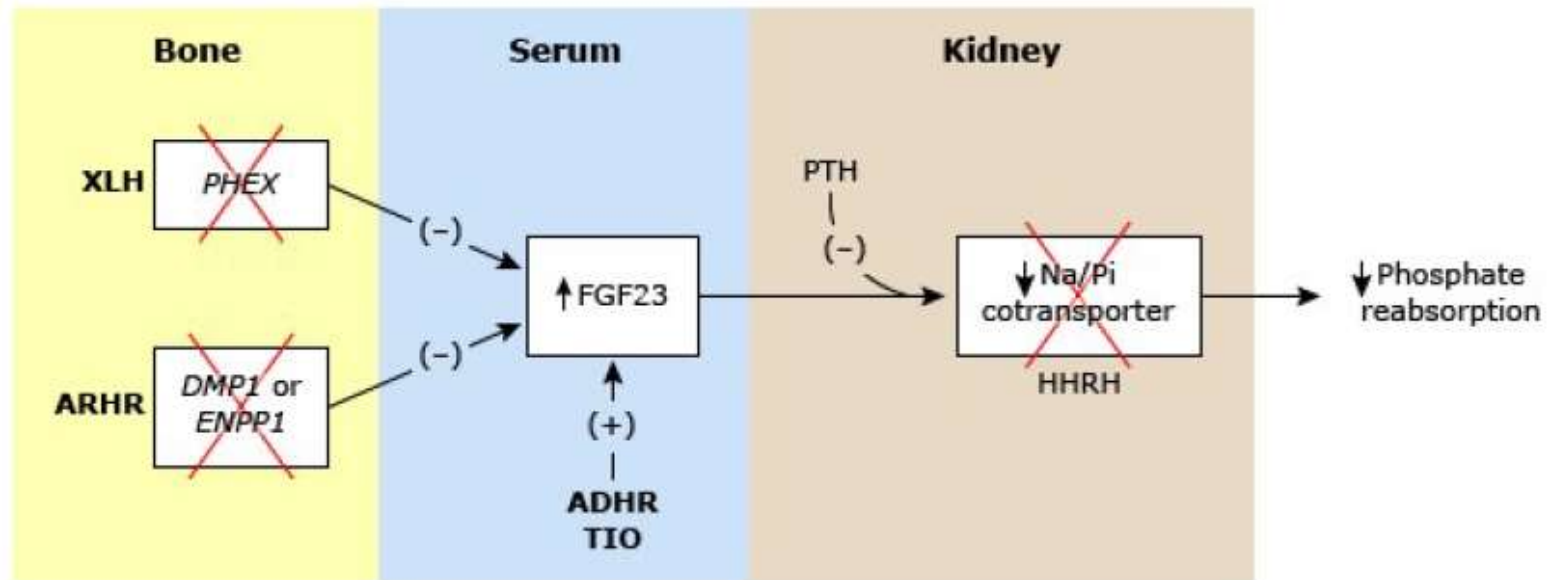 Bone
Serum
Kidney
XLH
PHEX
(–)
ARHR
DMP1 or
ENPP1
(–)
↑FGF23
(+)
ADHR
TIO
PTH
(–)
↓Na/Pi
cotransporter
HHRH
↓Phosphate
reabsorption